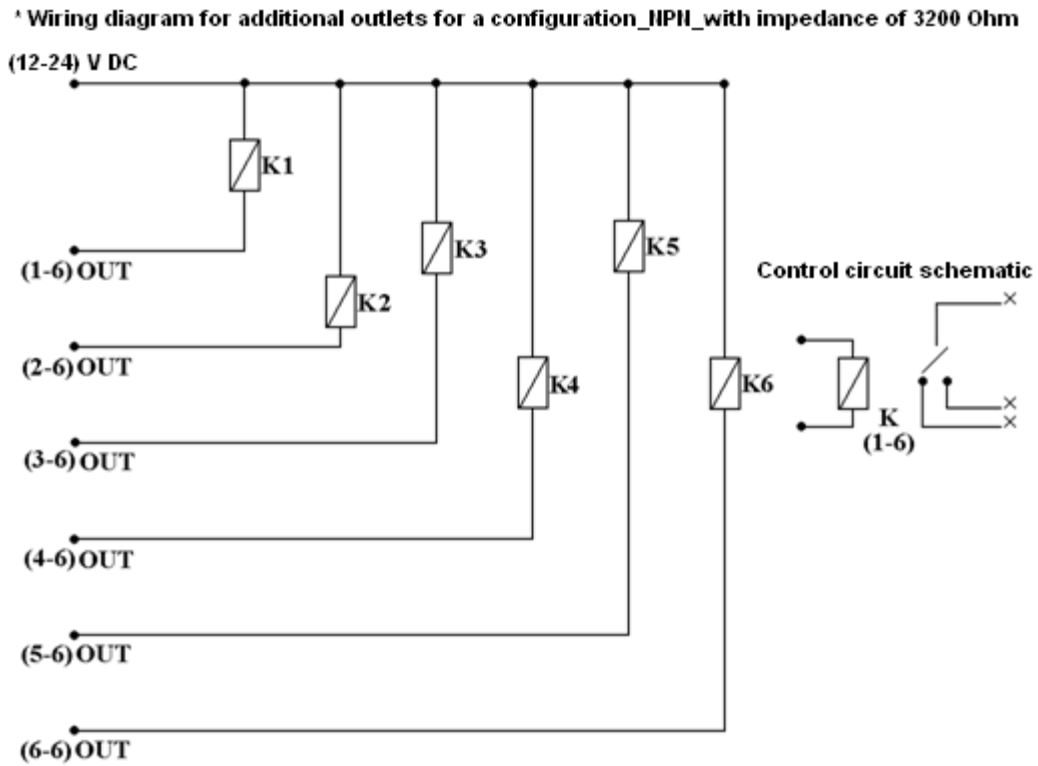 * Wiring diagram for additional outlets for a configuration_NPN_with impedance of 3200 Ohm
(12-24) V DC
K1
(1-6) OUT
K2
(2-6) OUT
K3
(3-6) OUT
K4
(4-6) OUT
K5
(5-6) OUT
K6
(6-6) OUT
Control circuit schematic
K
(1-6)